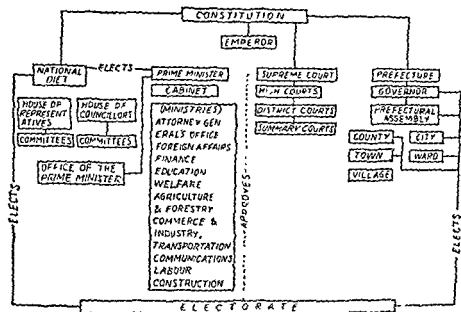 CONSTITUTION
EMPEROR
NATIONAL
DIET
ELECTS
PRIME MINISTER
CABINET
SUPREME COURT
HIGH COURTS
DISTRICT COURTS
SUMMARY COURTS
PREFECTURE
GOVERNOR
PREFECTURAL
ASSEMBLY
COUNTY
CITY
TOWN
WARD
VILLAGE
HOUSE OF
REPRESENT
ATIVES
COMMITTEES
HOUSE OF
COUNCILLORT
COMMITTEES
OFFICE OF THE
PRIME MINISTER
(MINISTRIES)
ATTORNEY GEN
ERAL'S OFFICE
FOREIGN AFFAIRS
FINANCE
EDUCATION
WELFARE
AGRICULTURE
& FORESTRY
COMMERCE &
INDUSTRY,
TRANSPORTATION
COMMUNICATIONS
LABOUR
CONSTRUCTION
ELECTS
APPROVES
ELECTS
ELECTORATE